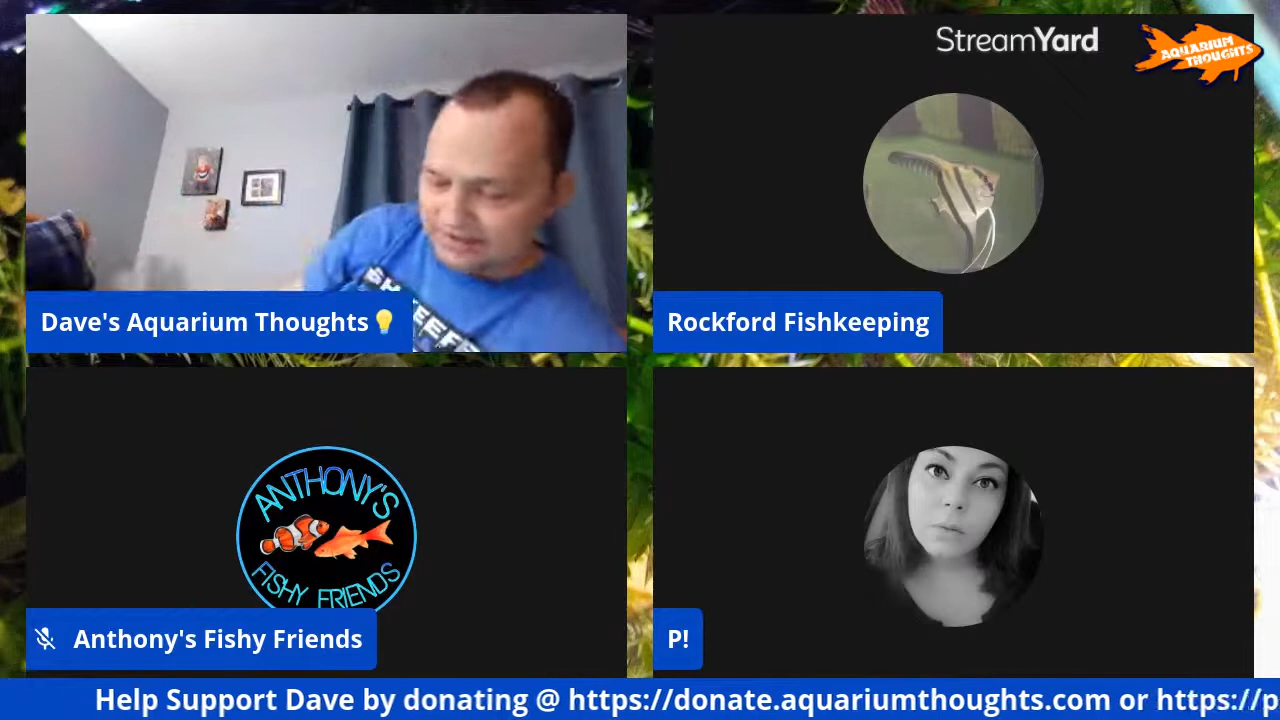 StreamYard
AQUARIUM
THOUGHTS
Dave's Aquarium Thoughts💡
Rockford Fishkeeping
ANTHONY'S
FISHY FRIENDS
Anthony's Fishy Friends
P!
Help Support Dave by donating @ https://donate.aquariumthoughts.com or https://p